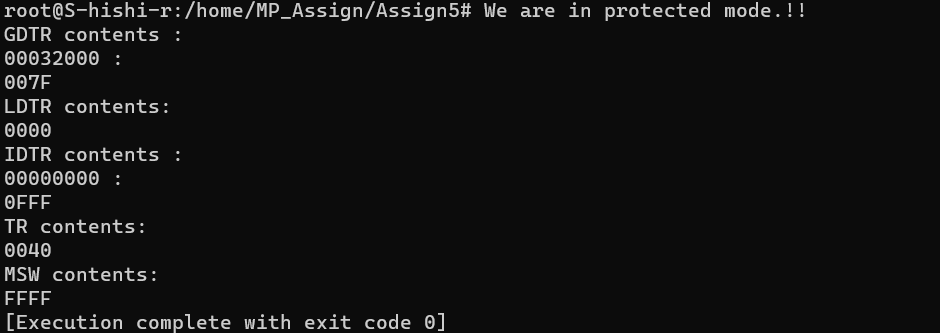 root@S-hishi-r:/home/MP_Assign/Assign5# We are in protected mode.!!
GDTR contents :
00032000 :
007F
LDTR contents:
0000
IDTR contents :
00000000 :
0FFF
TR contents:
0040
MSW contents:
FFFF
[Execution complete with exit code 0]